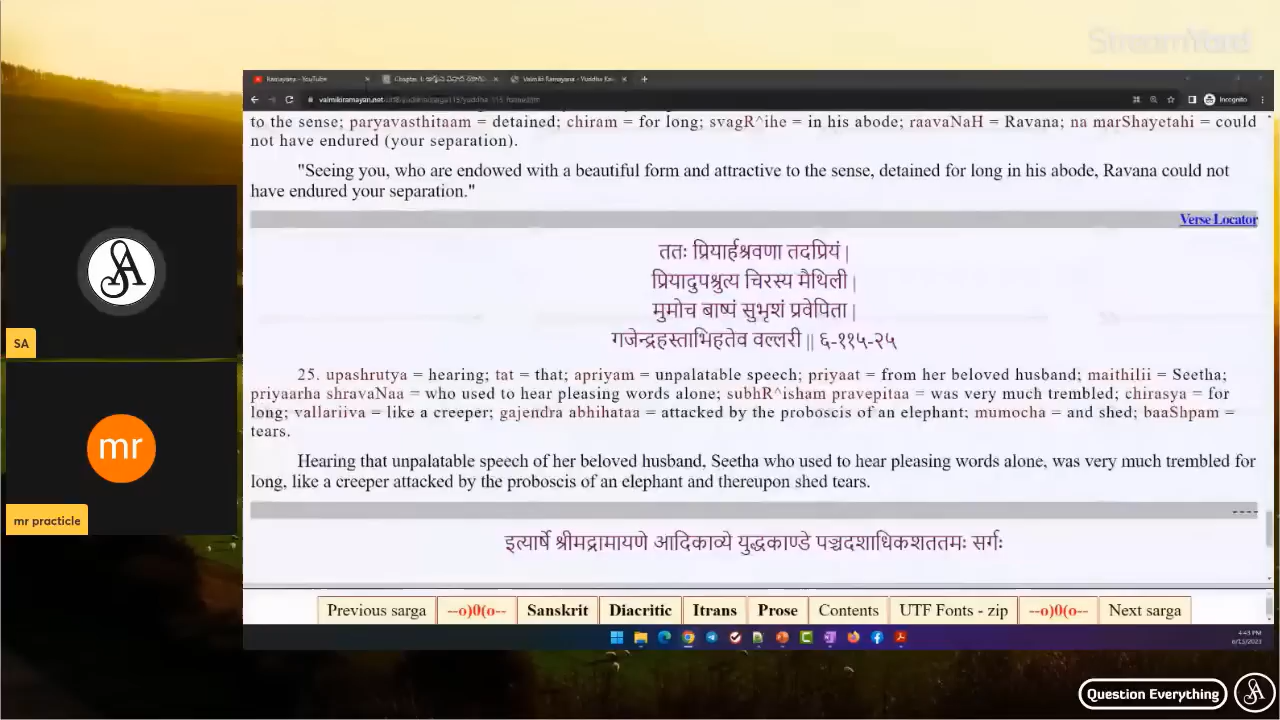 StreamYard
Ramayana - YouTube
valmikiramayan.net
Incognito
to the sense; paryavasthitaam = detained; chiram = for long; svagR^ihe = in his abode; raavaNaH = Ravana; na marShayetahi = could
not have endured (your separation).
"Seeing you, who are endowed with a beautiful form and attractive to the sense, detained for long in his abode, Ravana could not
have endured your separation."
Verse Locator
ततः प्रियार्हश्रवणा तदप्रियं |
प्रियादुपश्रुत्य चिरस्य मैथिली |
मुमोच बाष्पं सुभृशं प्रवेपिता |
गजेन्द्रहस्ताभिहतेव वल्लरी || ६-११५-२५
25. upashrutya = hearing; tat = that; apriyam = unpalatable speech; priyaat = from her beloved husband; maithilii = Seetha;
priyaarha shravaNaa = who used to hear pleasing words alone; subhR^isham pravepitaa = was very much trembled; chirasya = for
long; vallariiva = like a creeper; gajendra abhihataa = attacked by the proboscis of an elephant; mumocha = and shed; baaShpam =
tears.
Hearing that unpalatable speech of her beloved husband, Seetha who used to hear pleasing words alone, was very much trembled for
long, like a creeper attacked by the proboscis of an elephant and thereupon shed tears.
----
इत्यार्षे श्रीमद्रामायणे आदिकाव्ये युद्धकाण्डे पञ्चदशाधिकशततमः सर्गः
Previous sarga --o)0(o-- Sanskrit Diacritic Itrans Prose Contents UTF Fonts - zip --o)0(o-- Next sarga
4:43 PM
SA
mr
mr practicle
Question Everything